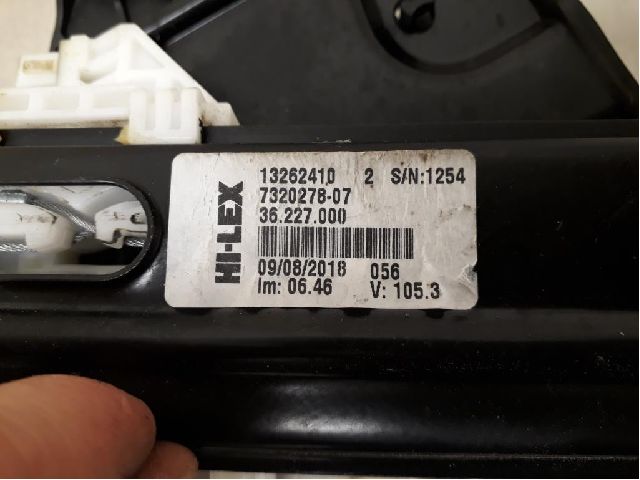 HI-LEX
13262410 2 S/N:1254
7320278-07
36.227.000
09/08/2018 056
Im: 06.46 V: 105.3